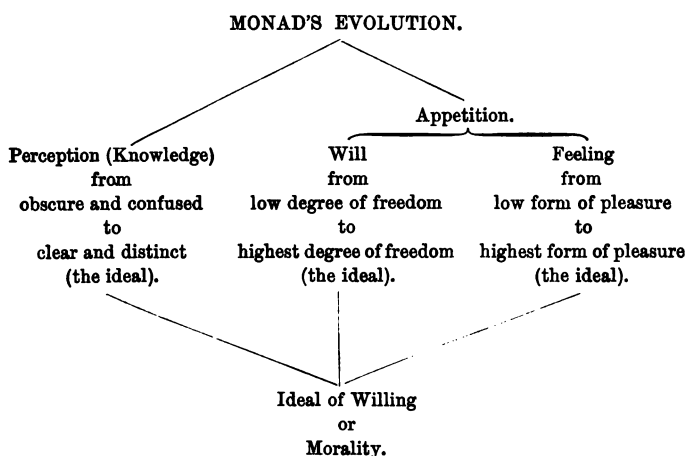 MONAD'S EVOLUTION.
Appetition.
Perception (Knowledge)
from
obscure and confused
to
clear and distinct
(the ideal).
Will
from
low degree of freedom
to
highest degree of freedom
(the ideal).
Feeling
from
low form of pleasure
to
highest form of pleasure
(the ideal).
Ideal of Willing
or
Morality.